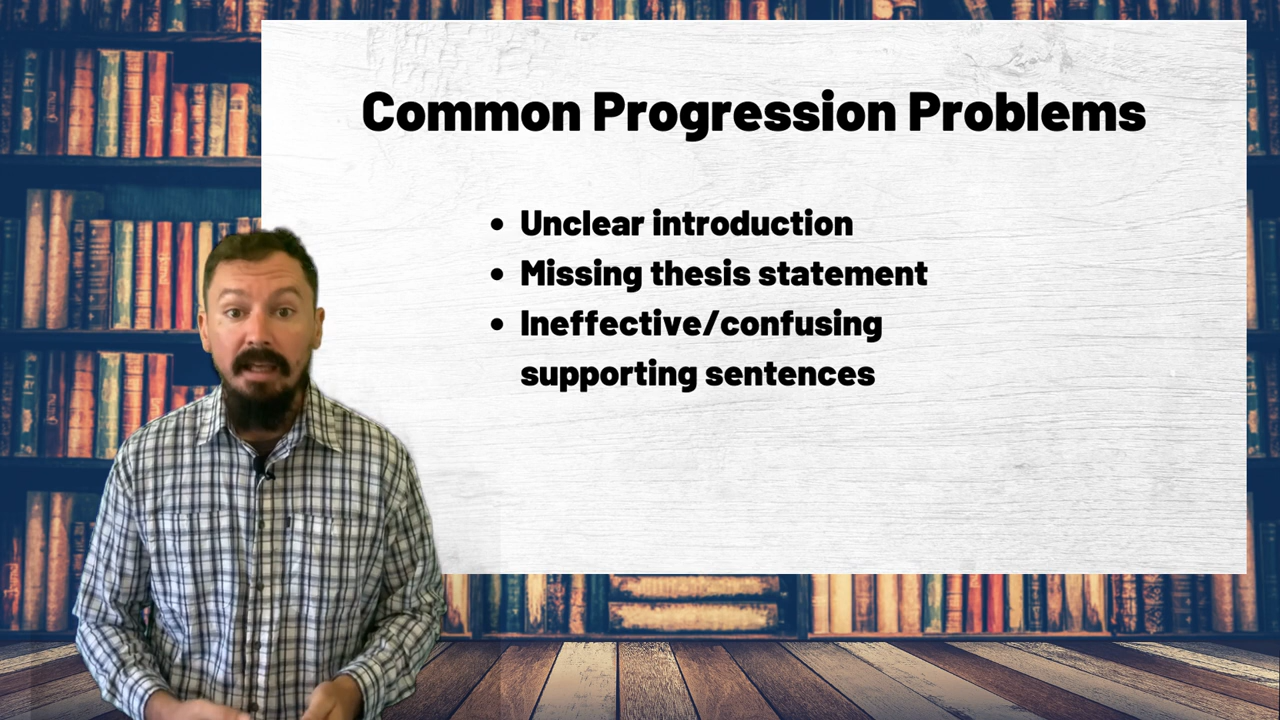 Common Progression Problems
• Unclear introduction
• Missing thesis statement
• Ineffective/confusing
supporting sentences